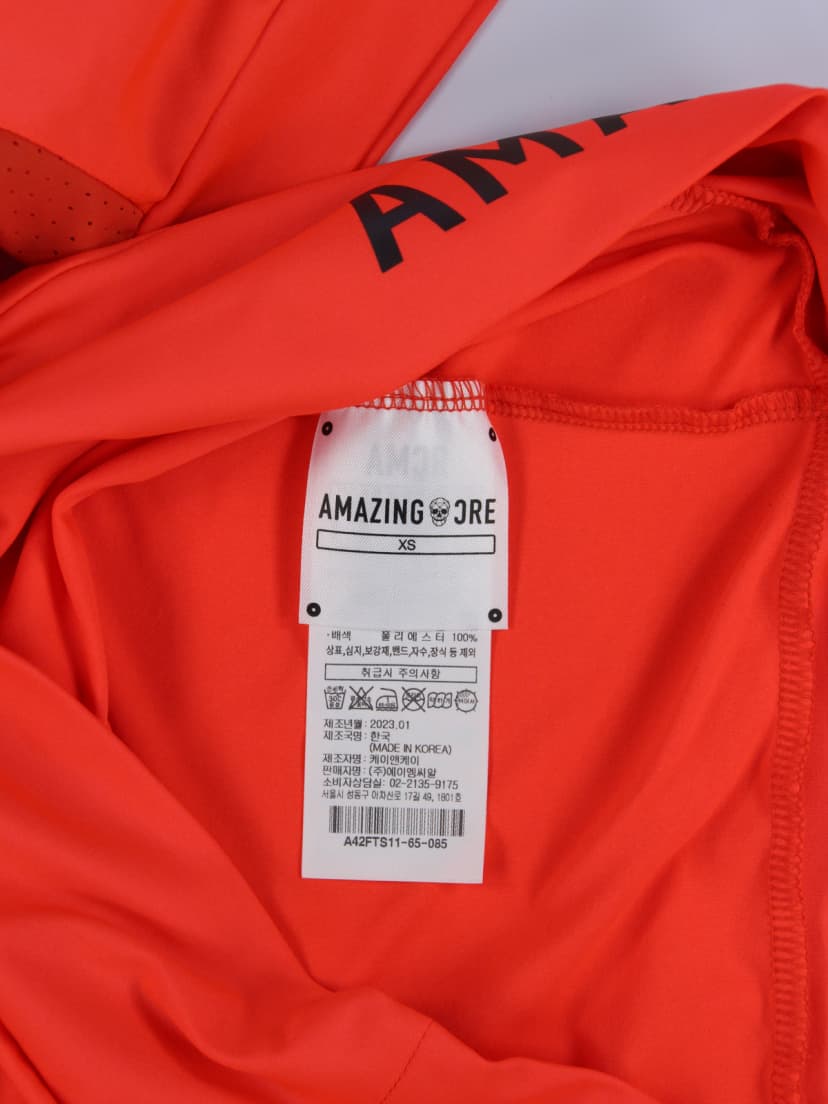 AMA
AMAZING CRE
XS
·배색 폴리에스터 100%
상표,심지,보강재,밴드,자수,장식 등 제외
취급시 주의사항
제조년월 : 2023.01
제조국명 : 한국
(MADE IN KOREA)
제조자명 : 케이앤케이
판매자명 : (주)에이엠씨알
소비자상담실: 02-2135-9175
서울시 성동구 아차산로 17길 49, 1801호
A42FTS11-65-085